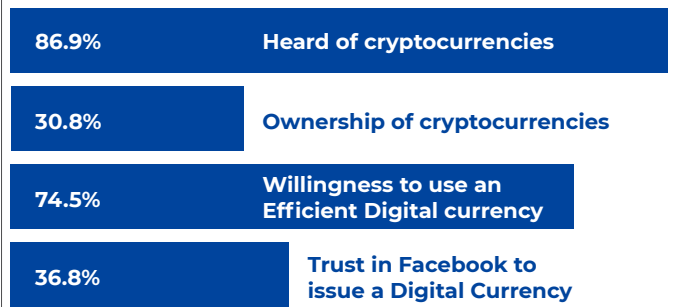 86.9% Heard of cryptocurrencies
30.8% Ownership of cryptocurrencies
74.5% Willingness to use an
Efficient Digital currency
36.8% Trust in Facebook to
issue a Digital Currency